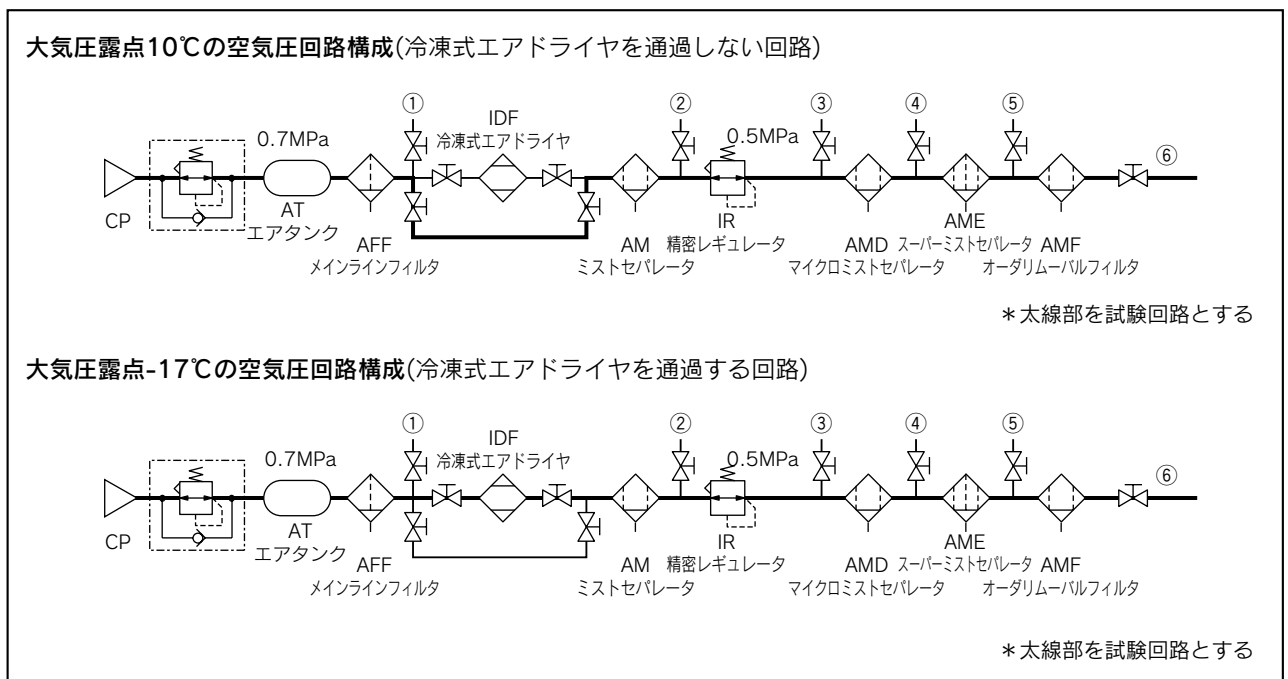 大気圧露点10℃の空気圧回路構成(冷凍式エアドライヤを通過しない回路)
① IDF ② ③ ④ ⑤
0.7MPa 冷凍式エアドライヤ 0.5MPa ⑥
CP AT AFF AM IR AMD AME AMF
エアタンク メインラインフィルタ ミストセパレータ 精密レギュレータ マイクロミストセパレータ スーパーミストセパレータ オーダリムーバルフィルタ
＊太線部を試験回路とする
大気圧露点-17℃の空気圧回路構成(冷凍式エアドライヤを通過する回路)
① IDF ② ③ ④ ⑤
0.7MPa 冷凍式エアドライヤ 0.5MPa ⑥
CP AT AFF AM IR AMD AME AMF
エアタンク メインラインフィルタ ミストセパレータ 精密レギュレータ マイクロミストセパレータ スーパーミストセパレータ オーダリムーバルフィルタ
＊太線部を試験回路とする